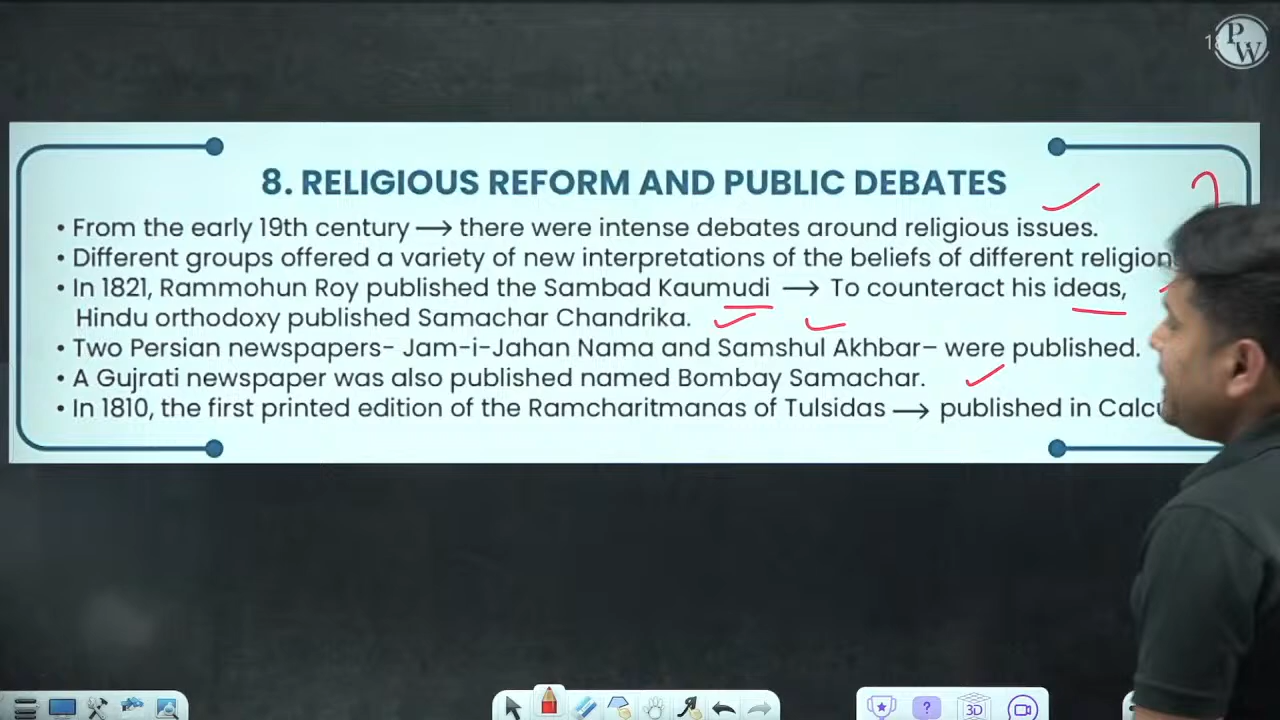 PW
8. RELIGIOUS REFORM AND PUBLIC DEBATES
• From the early 19th century → there were intense debates around religious issues.
• Different groups offered a variety of new interpretations of the beliefs of different
• In 1821, Rammohun Roy published the Sambad Kaumudi → To counteract his ideas,
Hindu orthodoxy published Samachar Chandrika.
• Two Persian newspapers- Jam-i-Jahan Nama and Samshul Akhbar– were published.
• A Gujrati newspaper was also published named Bombay Samachar.
• In 1810, the first printed edition of the Ramcharitmanas of Tulsidas → published in
? 3D